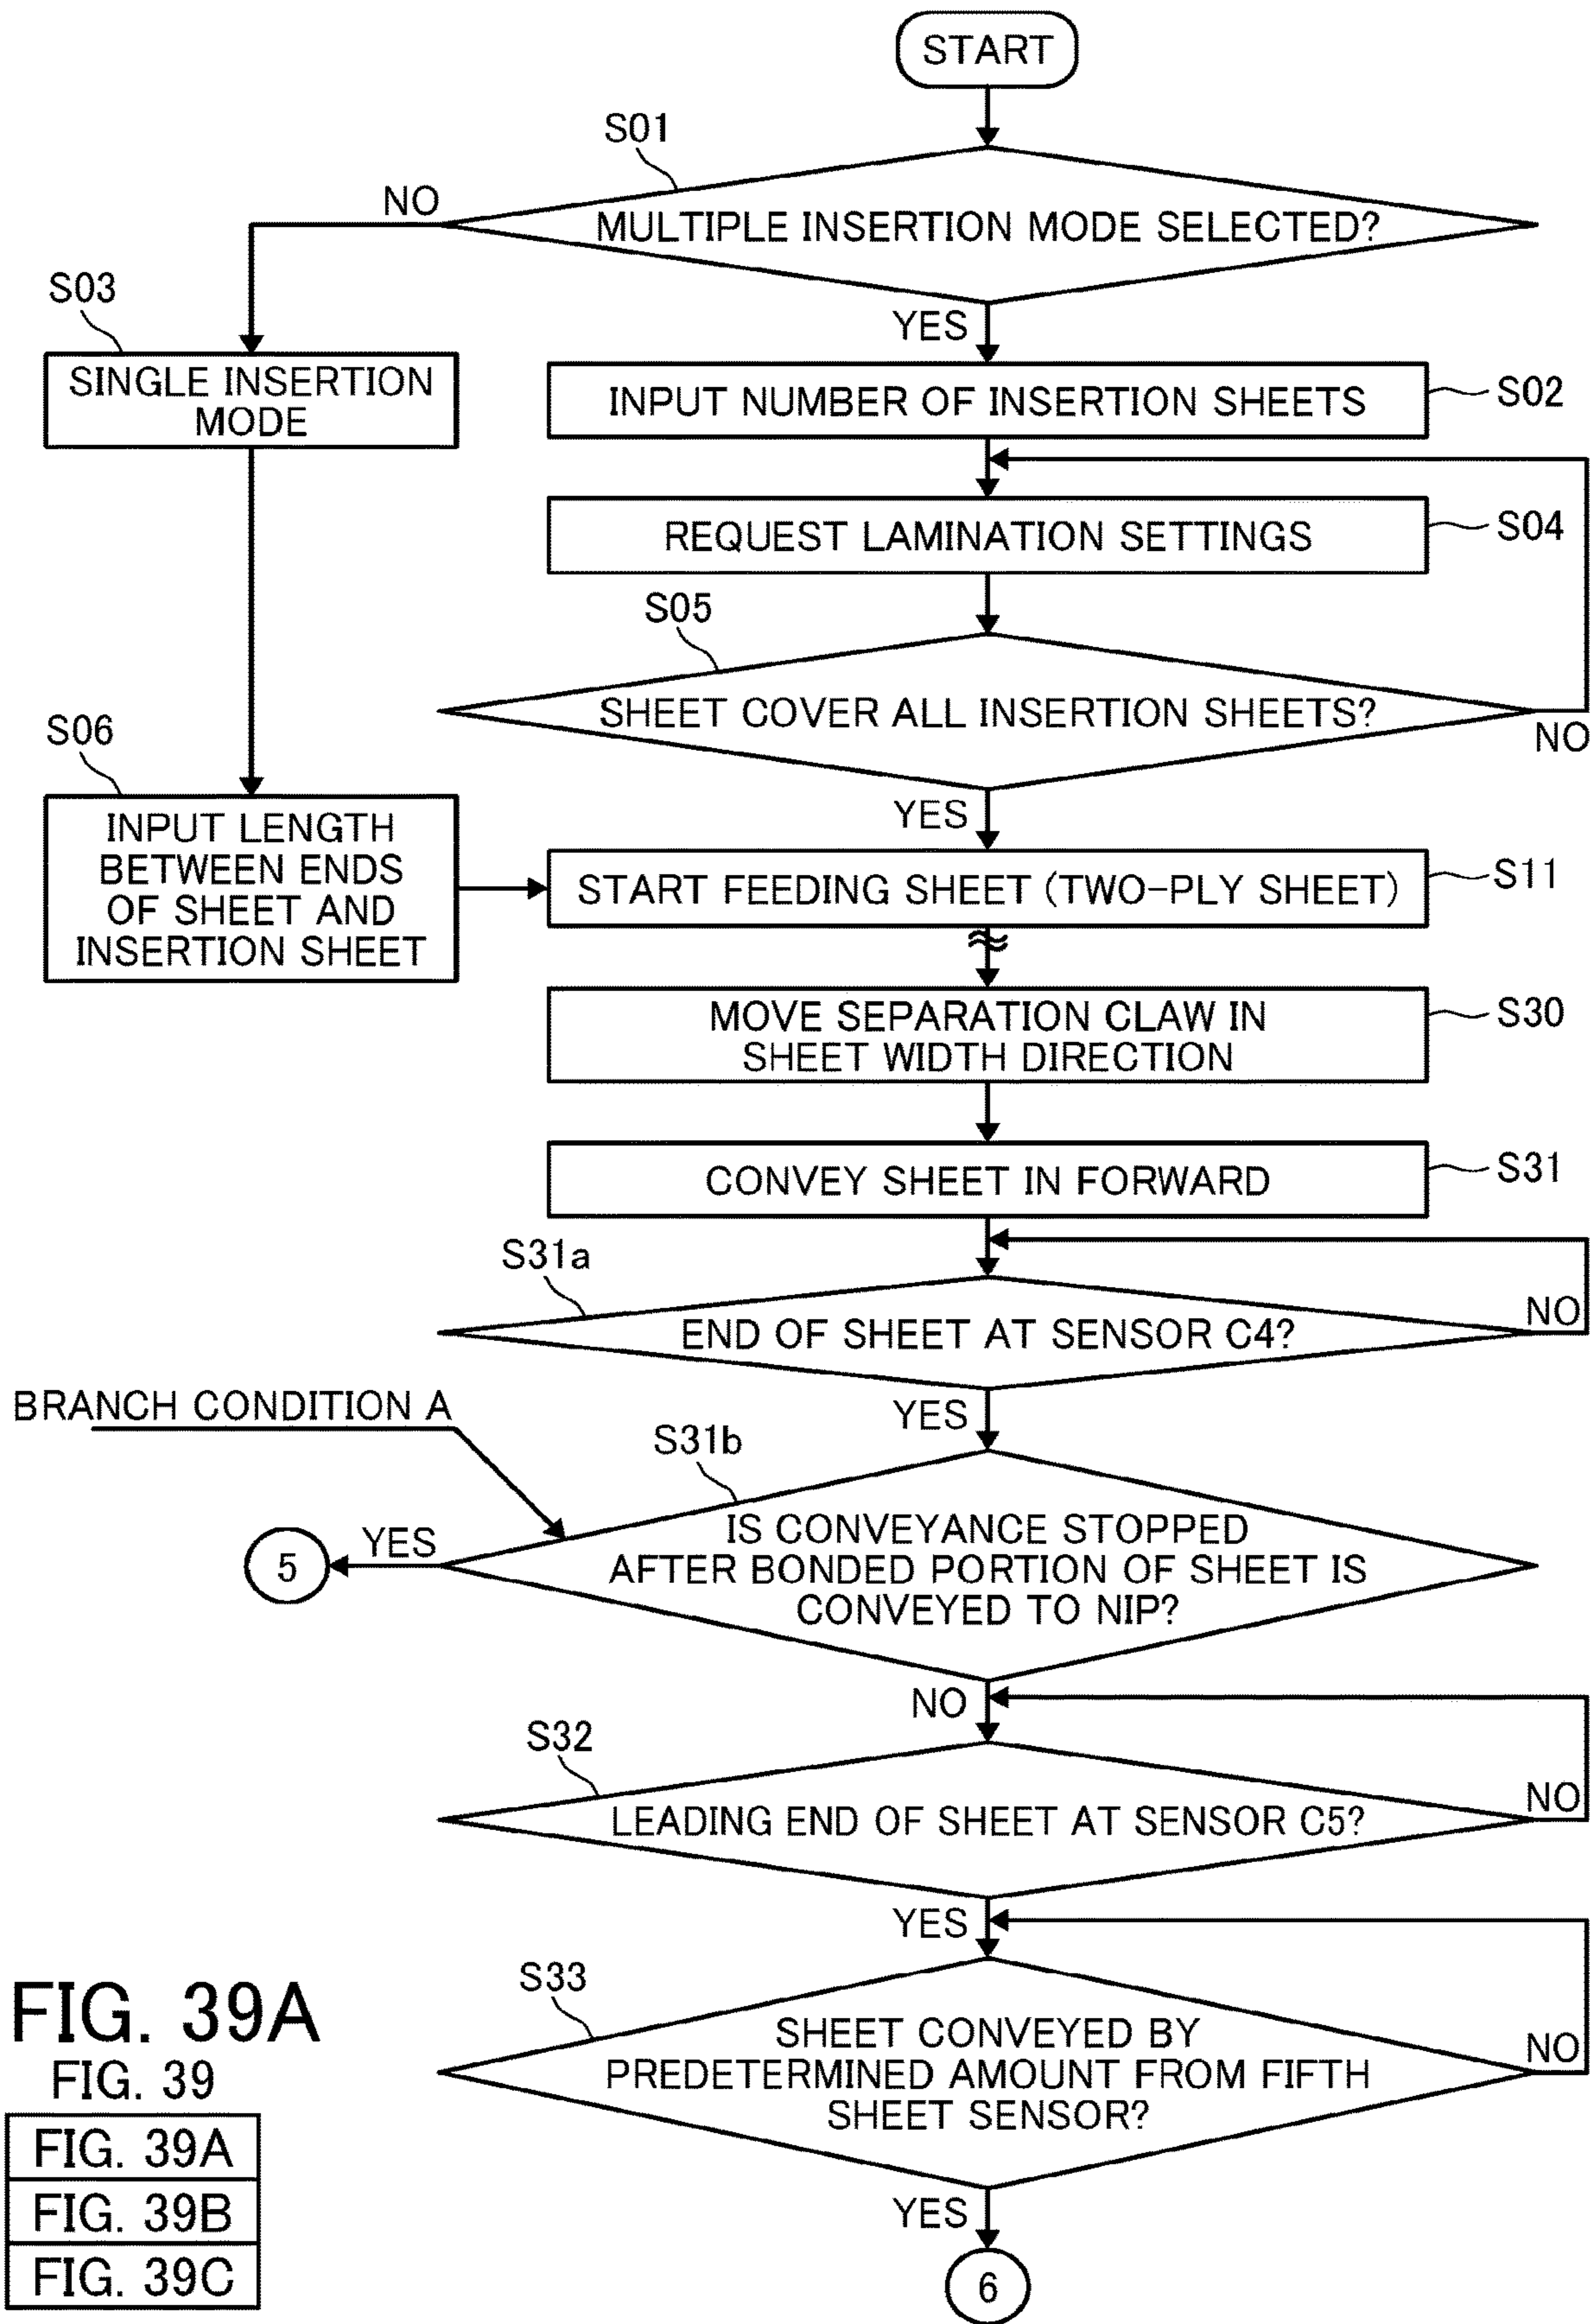 START
S01
NO
MULTIPLE INSERTION MODE SELECTED?
S03
YES
SINGLE INSERTION
MODE
INPUT NUMBER OF INSERTION SHEETS
S02
REQUEST LAMINATION SETTINGS
S04
S05
SHEET COVER ALL INSERTION SHEETS?
NO
S06
YES
INPUT LENGTH
BETWEEN ENDS
OF SHEET AND
INSERTION SHEET
START FEEDING SHEET (TWO-PLY SHEET)
S11
MOVE SEPARATION CLAW IN
SHEET WIDTH DIRECTION
S30
CONVEY SHEET IN FORWARD
S31
S31a
END OF SHEET AT SENSOR C4?
NO
BRANCH CONDITION A
YES
S31b
IS CONVEYANCE STOPPED
AFTER BONDED PORTION OF SHEET IS
CONVEYED TO NIP?
YES
5
NO
S32
LEADING END OF SHEET AT SENSOR C5?
NO
YES
S33
SHEET CONVEYED BY
PREDETERMINED AMOUNT FROM FIFTH
SHEET SENSOR?
NO
YES
6
FIG. 39A
FIG. 39
FIG. 39A
FIG. 39B
FIG. 39C